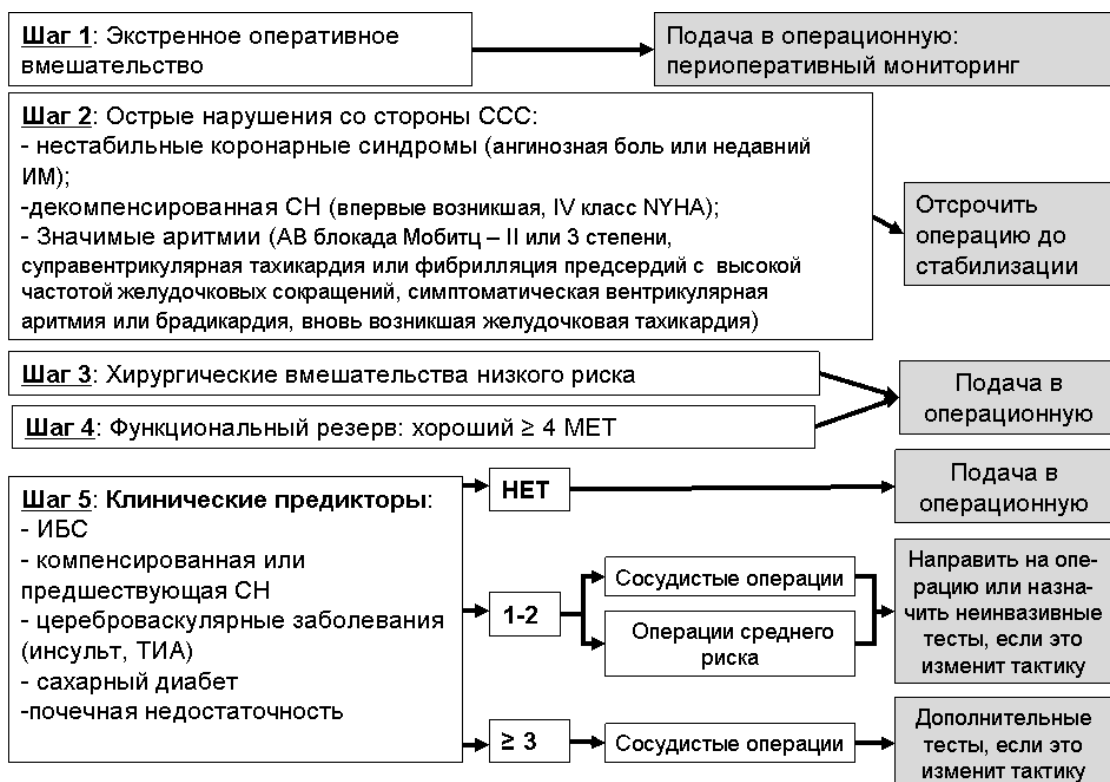 Шаг 1: Экстренное оперативное
вмешательство
Подача в операционную:
периоперативный мониторинг
Шаг 2: Острые нарушения со стороны ССС:
- нестабильные коронарные синдромы (ангинозная боль или недавний
ИМ);
-декомпенсированная СН (впервые возникшая, IV класс NYHA);
- Значимые аритмии (АВ блокада Мобитц – II или 3 степени,
суправентрикулярная тахикардия или фибрилляция предсердий с высокой
частотой желудочковых сокращений, симптоматическая вентрикулярная
аритмия или брадикардия, вновь возникшая желудочковая тахикардия)
Отсрочить
операцию до
стабилизации
Шаг 3: Хирургические вмешательства низкого риска
Шаг 4: Функциональный резерв: хороший ≥ 4 МЕТ
Подача в
операционную
Шаг 5: Клинические предикторы:
- ИБС
- компенсированная или
предшествующая СН
- цереброваскулярные заболевания
(инсульт, ТИА)
- сахарный диабет
-почечная недостаточность
НЕТ
Подача в
операционную
1-2
Сосудистые операции
Операции среднего
риска
Направить на опе-
рацию или назна-
чить неинвазивные
тесты, если это
изменит тактику
≥ 3
Сосудистые операции
Дополнительные
тесты, если это
изменит тактику